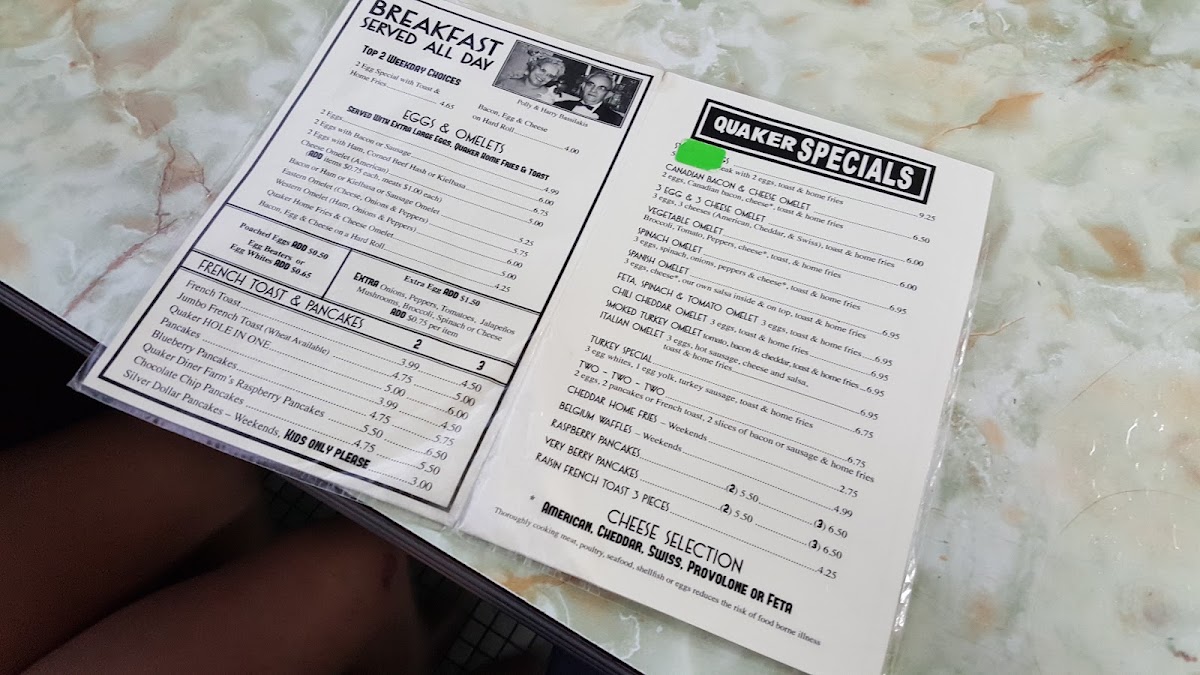 BREAKFAST
SERVED ALL DAY
TOP 2 WEEKDAY CHOICES
2 Egg Special with Toast &
Home Fries 4.65
Bacon, Egg & Cheese
on Hard Roll 4.00
Polly & Harry Bassilakis
EGGS & OMELETS
SERVED WITH EXTRA LARGE EGGS, QUAKER HOME FRIES & TOAST
2 Eggs 4.99
2 Eggs with Bacon or Sausage 6.00
2 Eggs with Ham, Corned Beef Hash or Kielbasa 6.75
Cheese Omelet (American) 5.00
(ADD items $0.75 each, meats $1.00 each)
Bacon or Ham or Kielbasa or Sausage Omelet 5.25
Eastern Omelet (Cheese, Onions & Peppers) 5.75
Western Omelet (Ham, Onions & Peppers) 6.00
Quaker Home Fries & Cheese Omelet 5.00
Bacon, Egg & Cheese on a Hard Roll 4.25
Poached Eggs ADD $0.50
Egg Beaters or
Egg Whites ADD $0.65
Extra Egg ADD $1.50
EXTRA Onions, Peppers, Tomatoes, Jalapeños
Mushrooms, Broccoli, Spinach or Cheese
ADD $0.75 per item
FRENCH TOAST & PANCAKES 2 3
French Toast 3.99 4.50
Jumbo French Toast (Wheat Available) 4.75 5.00
Quaker HOLE IN ONE 5.00 6.00
Pancakes 3.99 4.50
Blueberry Pancakes 4.75 5.75
Quaker Diner Farm's Raspberry Pancakes 5.50 6.50
Chocolate Chip Pancakes 4.75 5.50
Silver Dollar Pancakes – Weekends, KIDS ONLY PLEASE 3.00
QUAKER SPECIALS
with 2 eggs, toast & home fries 9.25
CANADIAN BACON & CHEESE OMELET
2 eggs, Canadian bacon, cheese*, toast & home fries 6.50
3 EGG & 3 CHEESE OMELET
3 eggs, 3 cheeses (American, Cheddar, & Swiss), toast & home fries 6.00
VEGETABLE OMELET
Broccoli, Tomato, Peppers, cheese*, toast, & home fries 6.00
SPINACH OMELET
3 eggs, spinach, onions, peppers & cheese*, toast & home fries 6.95
SPANISH OMELET
3 eggs, cheese*, our own salsa inside & on top, toast & home fries 6.95
FETA, SPINACH & TOMATO OMELET 3 eggs, toast & home fries 6.95
CHILI CHEDDAR OMELET 3 eggs, toast & home fries 6.95
SMOKED TURKEY OMELET tomato, bacon & cheddar, toast & home fries 6.95
ITALIAN OMELET 3 eggs, hot sausage, cheese and salsa,
toast & home fries 6.95
TURKEY SPECIAL
3 egg whites, 1 egg yolk, turkey sausage, toast & home fries 6.75
TWO - TWO - TWO
2 eggs, 2 pancakes or French toast, 2 slices of bacon or sausage & home fries 6.75
CHEDDAR HOME FRIES – Weekends 2.75
BELGIUM WAFFLES – Weekends 4.99
RASPBERRY PANCAKES (2) 5.50 (3) 6.50
VERY BERRY PANCAKES (2) 5.50 (3) 6.50
RAISIN FRENCH TOAST 3 PIECES 4.25
CHEESE SELECTION
* AMERICAN, CHEDDAR, SWISS, PROVOLONE OR FETA
Thoroughly cooking meat, poultry, seafood, shellfish or eggs reduces the risk of food borne illness